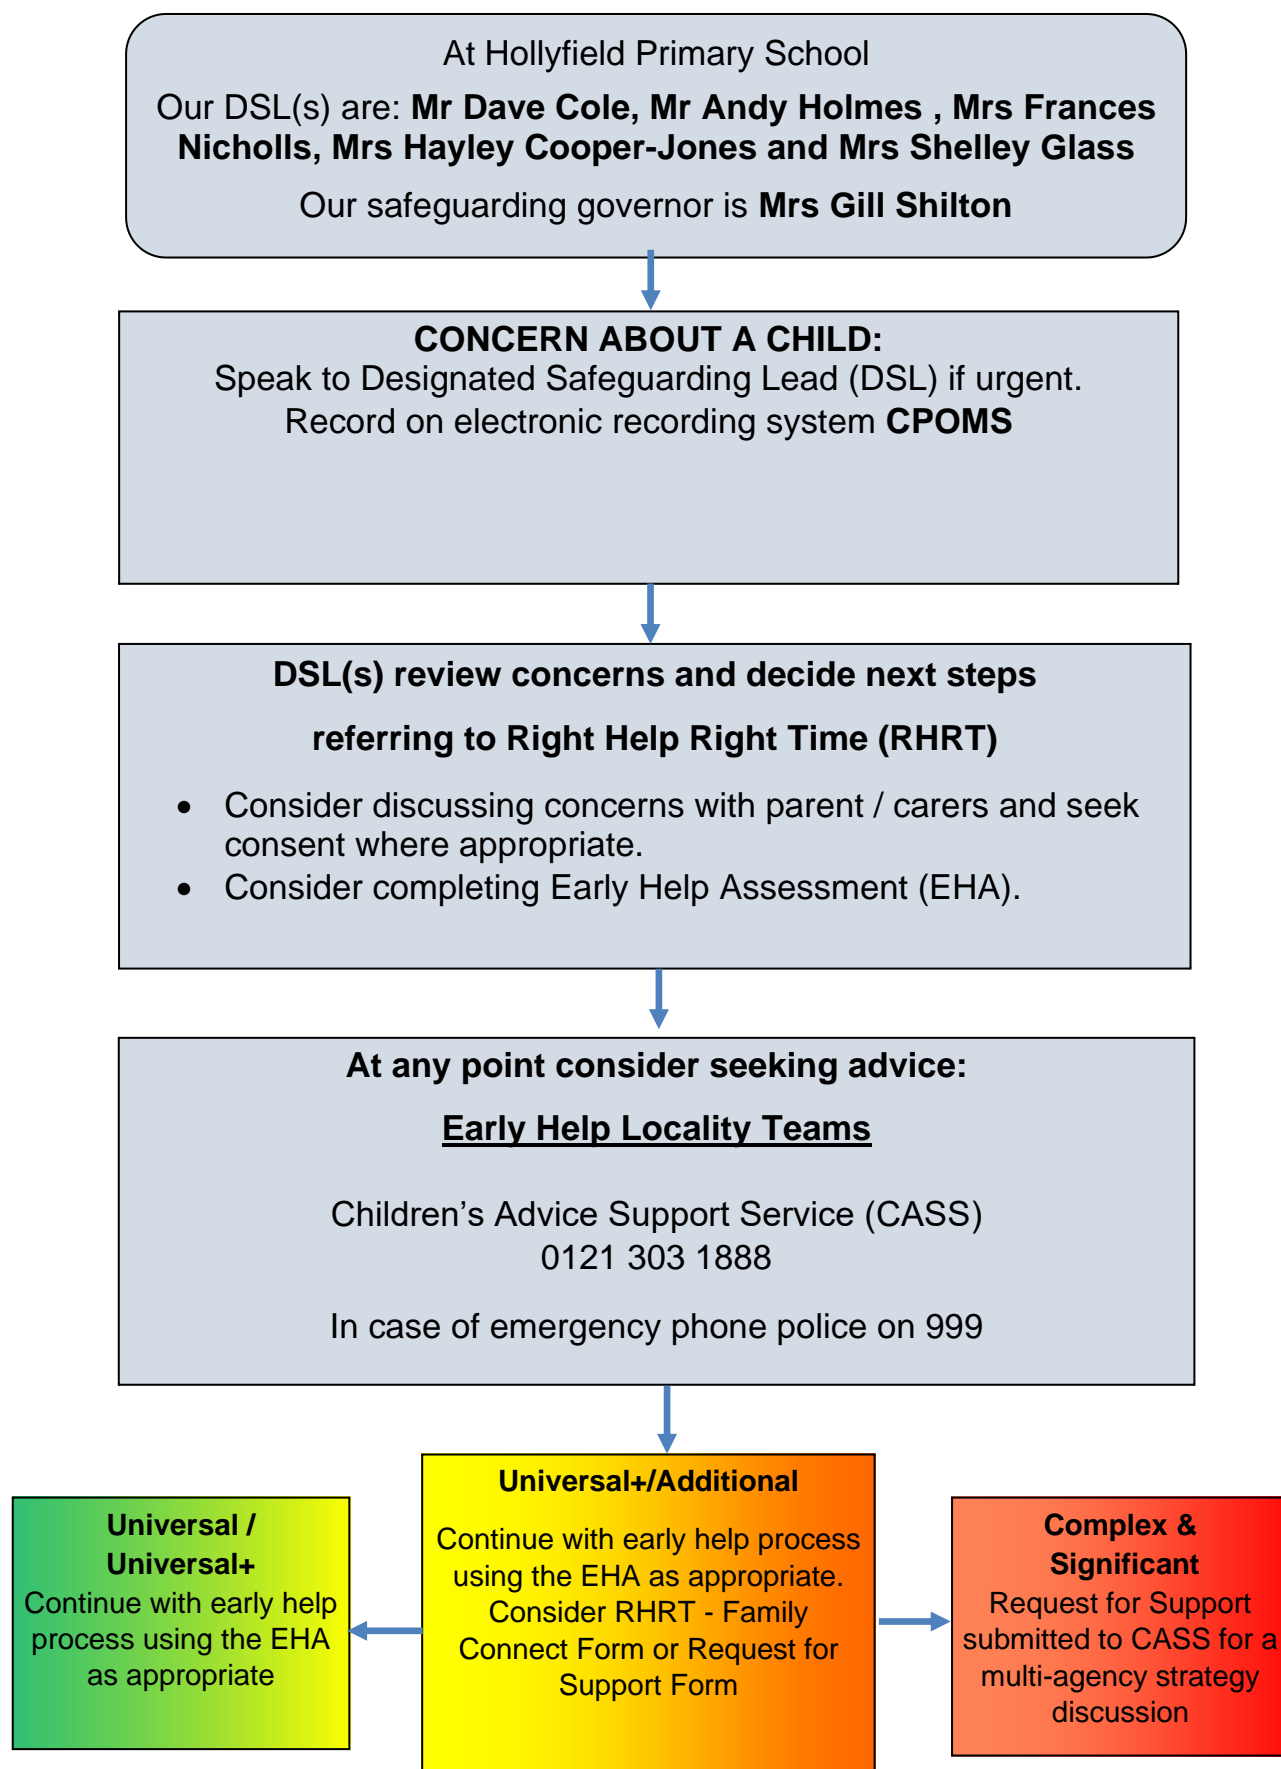 At Hollyfield Primary School
Our DSL(s) are: Mr Dave Cole, Mr Andy Holmes , Mrs Frances
Nicholls, Mrs Hayley Cooper-Jones and Mrs Shelley Glass
Our safeguarding governor is Mrs Gill Shilton
CONCERN ABOUT A CHILD:
Speak to Designated Safeguarding Lead (DSL) if urgent.
Record on electronic recording system CPOMS
DSL(s) review concerns and decide next steps
referring to Right Help Right Time (RHRT)
• Consider discussing concerns with parent / carers and seek
consent where appropriate.
• Consider completing Early Help Assessment (EHA).
At any point consider seeking advice:
Early Help Locality Teams
Children’s Advice Support Service (CASS)
0121 303 1888
In case of emergency phone police on 999
Universal /
Universal+
Continue with early help
process using the EHA
as appropriate
Universal+/Additional
Continue with early help process
using the EHA as appropriate.
Consider RHRT - Family
Connect Form or Request for
Support Form
Complex &
Significant
Request for Support
submitted to CASS for a
multi-agency strategy
discussion